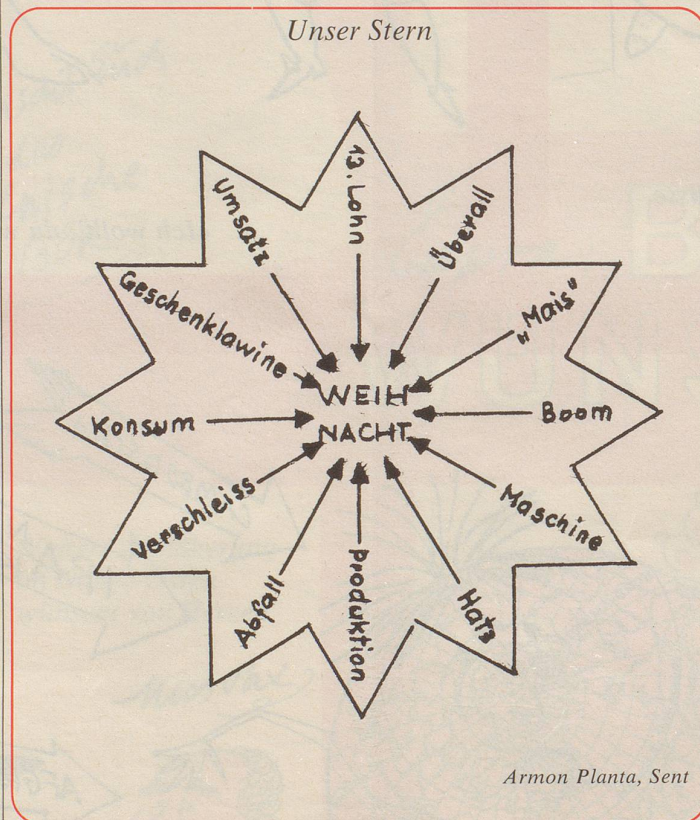 Unser Stern
13. Lohn
Überall
„Mais“
Boom
Maschine
Hatz
Produktion
Abfall
Verschleiss
Konsum
Geschenklawine
Umsatz
WEIH
NACHT
Armon Planta, Sent